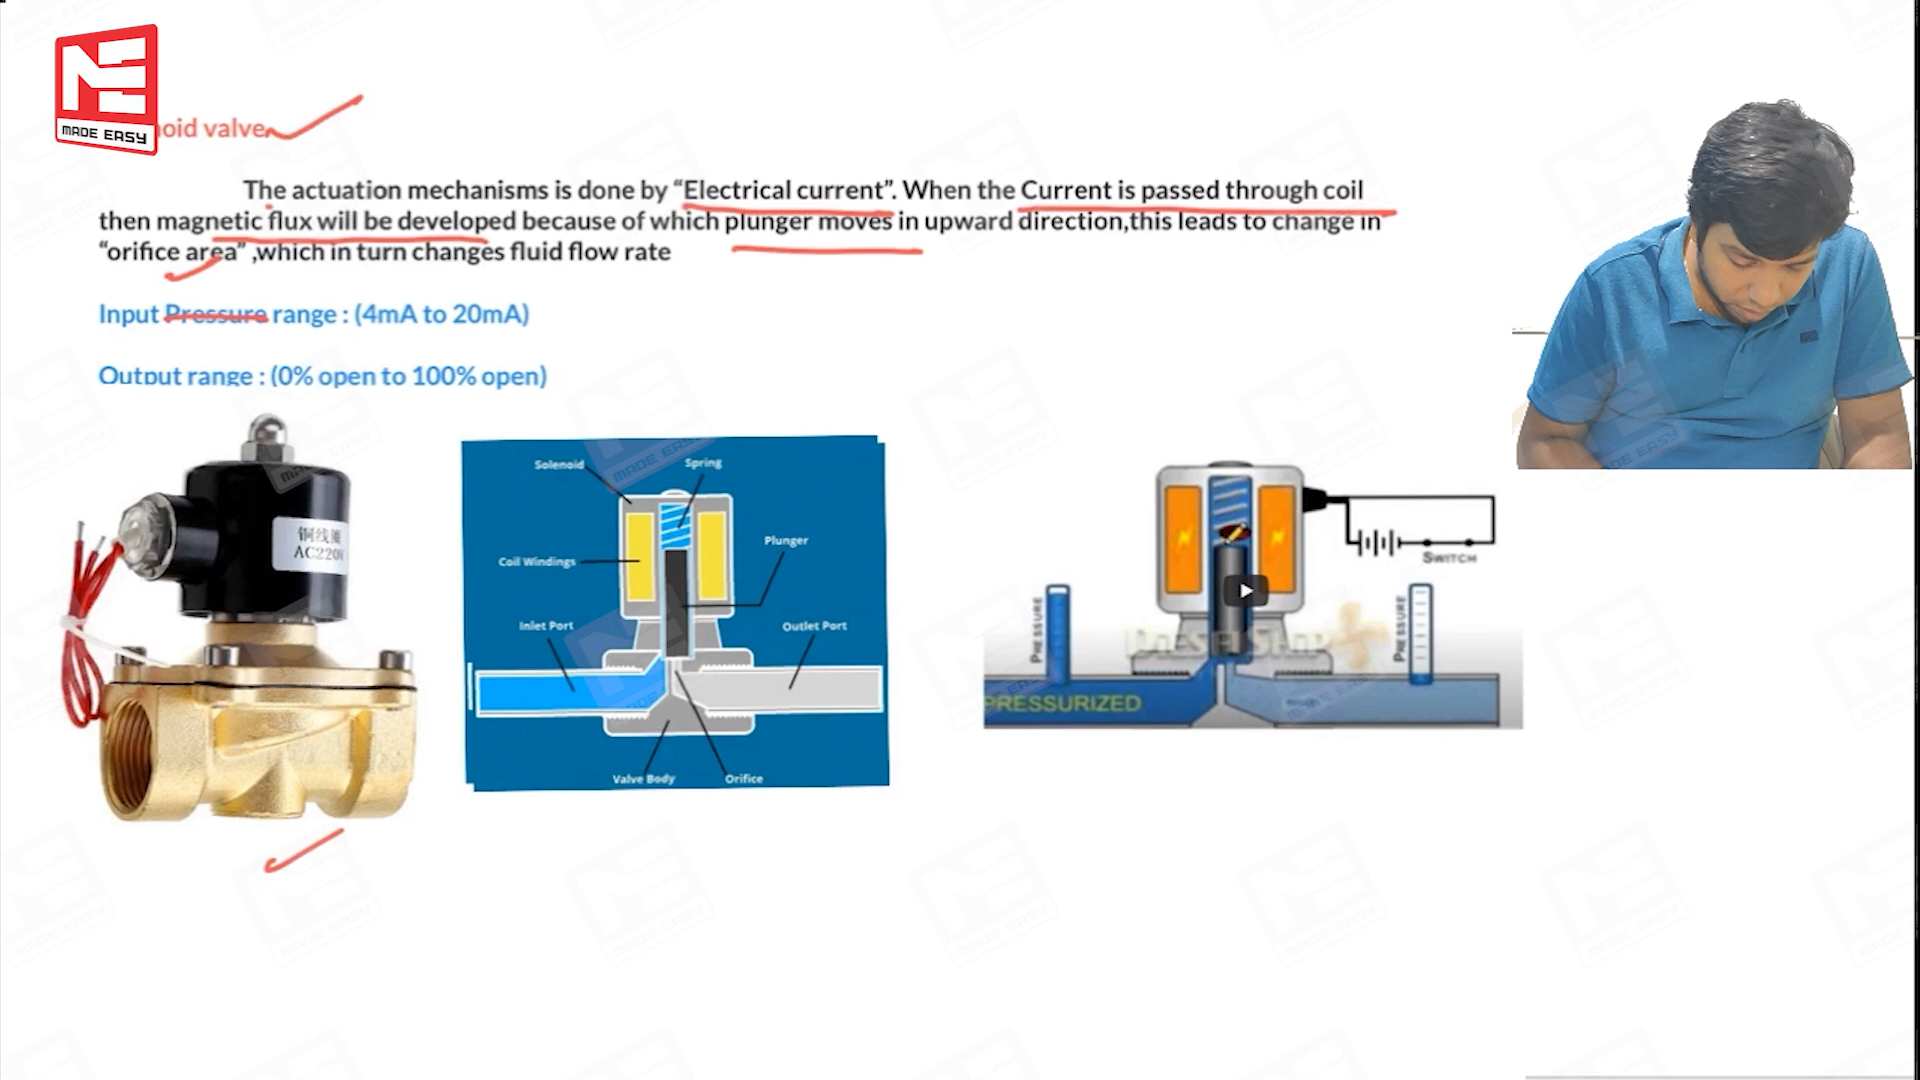 MADE EASY
oid valve
The actuation mechanisms is done by “Electrical current”. When the Current is passed through coil
then magnetic flux will be developed because of which plunger moves in upward direction,this leads to change in
“orifice area” ,which in turn changes fluid flow rate
Input Pressure range : (4mA to 20mA)
Output range : (0% open to 100% open)
铜线圈
AC220V
Solenoid
Spring
Coil Windings
Plunger
Inlet Port
Outlet Port
Valve Body
Orifice
SWITCH
PRESSURE
PRESSURE
DIESELSHIP
PRESSURIZED